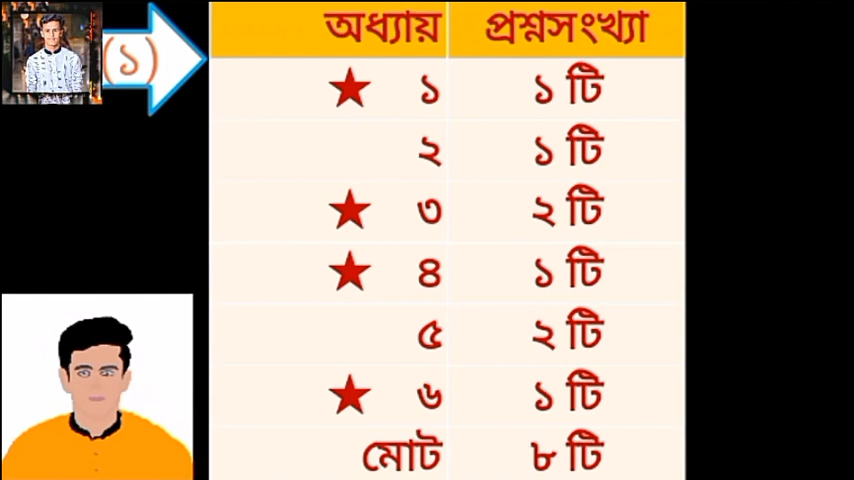 (১)
অধ্যায় প্রশ্নসংখ্যা
★ ১ ১ টি
২ ১ টি
★ ৩ ২ টি
★ ৪ ১ টি
৫ ২ টি
★ ৬ ১ টি
মোট ৮ টি